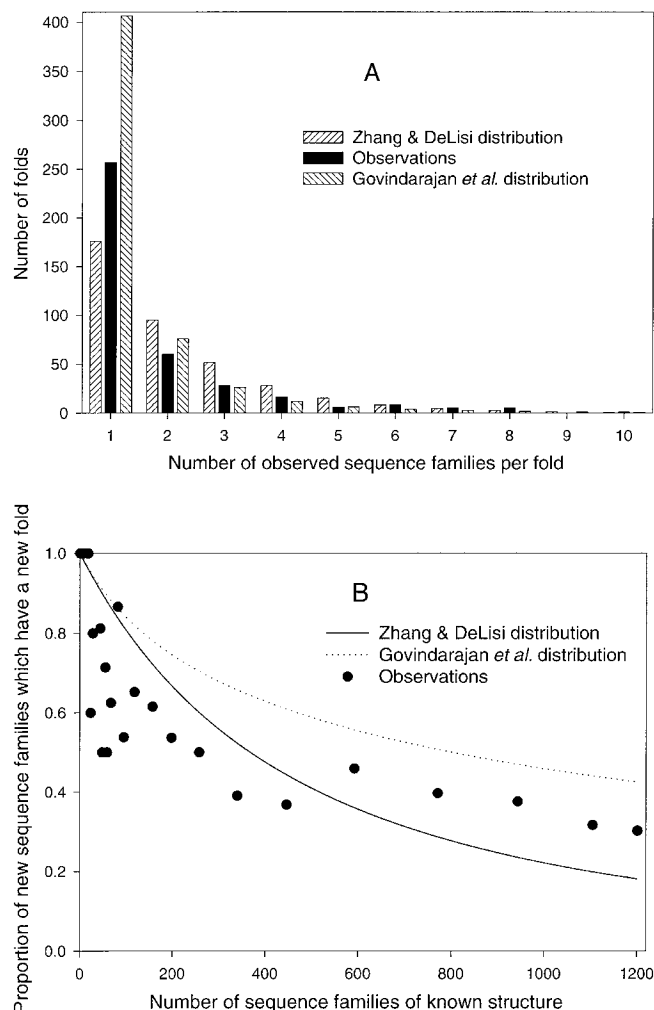 A
Zhang & DeLisi distribution
Observations
Govindarajan et al. distribution
Number of folds
400
350
300
250
200
150
100
50
0
1 2 3 4 5 6 7 8 9 10
Number of observed sequence families per fold
B
Zhang & DeLisi distribution
Govindarajan et al. distribution
Observations
Proportion of new sequence families which have a new fold
1.0
0.8
0.6
0.4
0.2
0.0
0 200 400 600 800 1000 1200
Number of sequence families of known structure